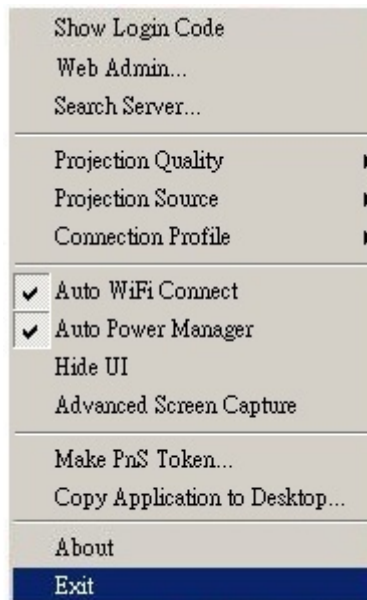 Show Login Code
Web Admin...
Search Server...
Projection Quality
Projection Source
Connection Profile
Auto WiFi Connect
Auto Power Manager
Hide UI
Advanced Screen Capture
Make PnS Token...
Copy Application to Desktop...
About
Exit